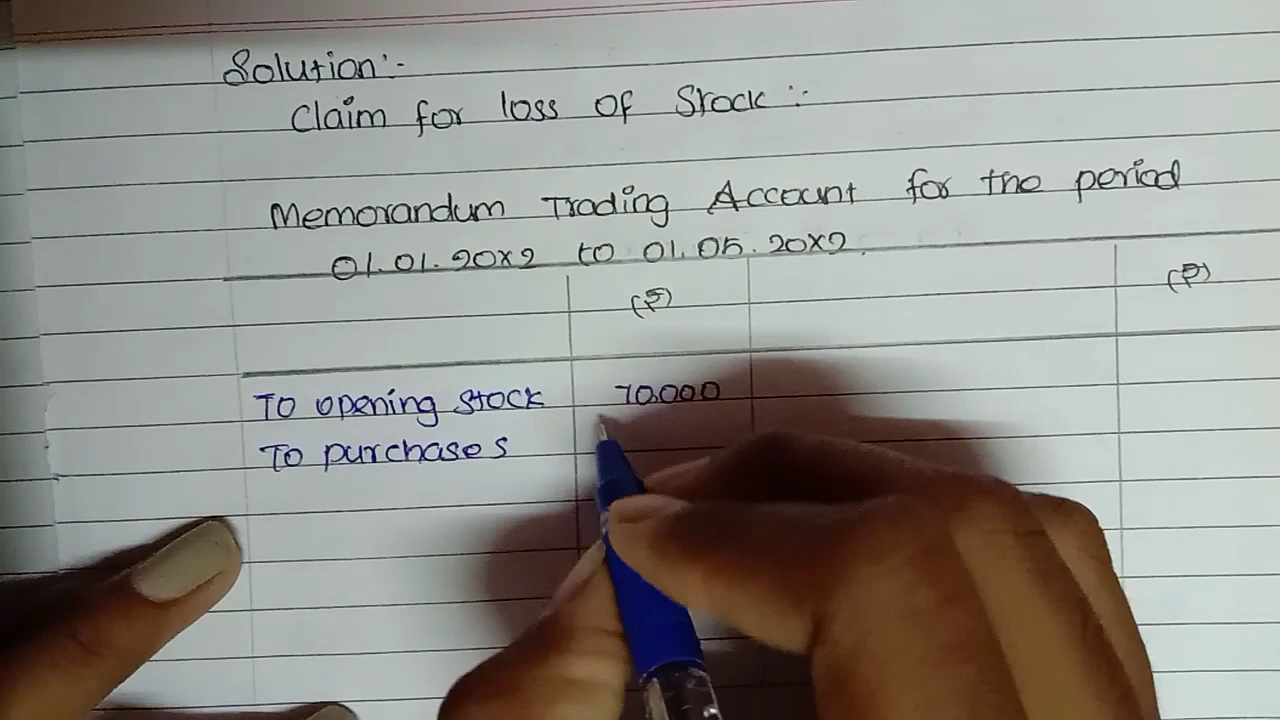 Solution:-
Claim for loss of Stock :-
Memorandum Trading Account for the period
01.01.20X2 to 01.05.20X2.
(₹) (₹)
To opening Stock 70,000
To purchases